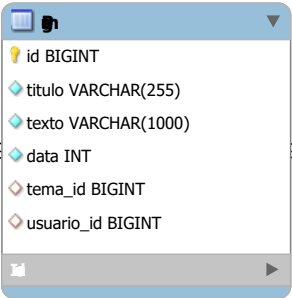 id BIGINT
titulo VARCHAR(255)
texto VARCHAR(1000)
data INT
tema_id BIGINT
usuario_id BIGINT